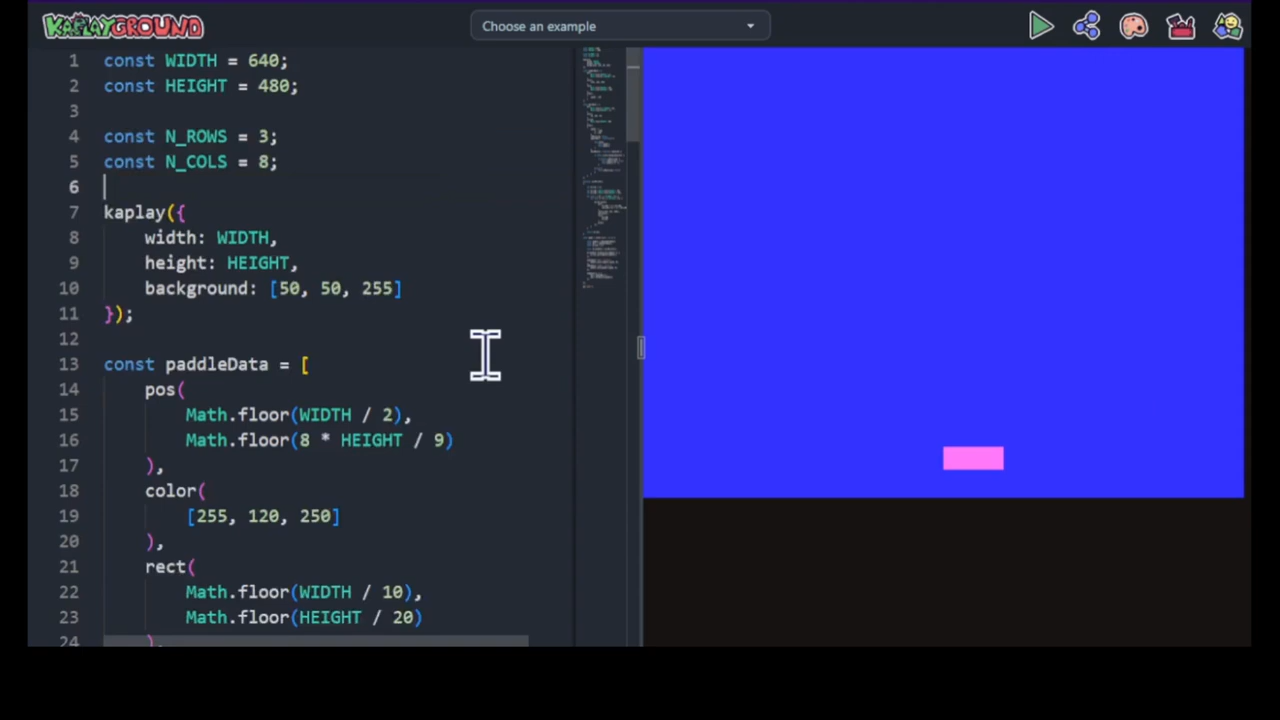 KAPLAYGROUND
Choose an example
1 const WIDTH = 640;
2 const HEIGHT = 480;
3
4 const N_ROWS = 3;
5 const N_COLS = 8;
6
7 kaplay({
8 width: WIDTH,
9 height: HEIGHT,
10 background: [50, 50, 255]
11 });
12
13 const paddleData = [
14 pos(
15 Math.floor(WIDTH / 2),
16 Math.floor(8 * HEIGHT / 9)
17 ),
18 color(
19 [255, 120, 250]
20 ),
21 rect(
22 Math.floor(WIDTH / 10),
23 Math.floor(HEIGHT / 20)
24 ),